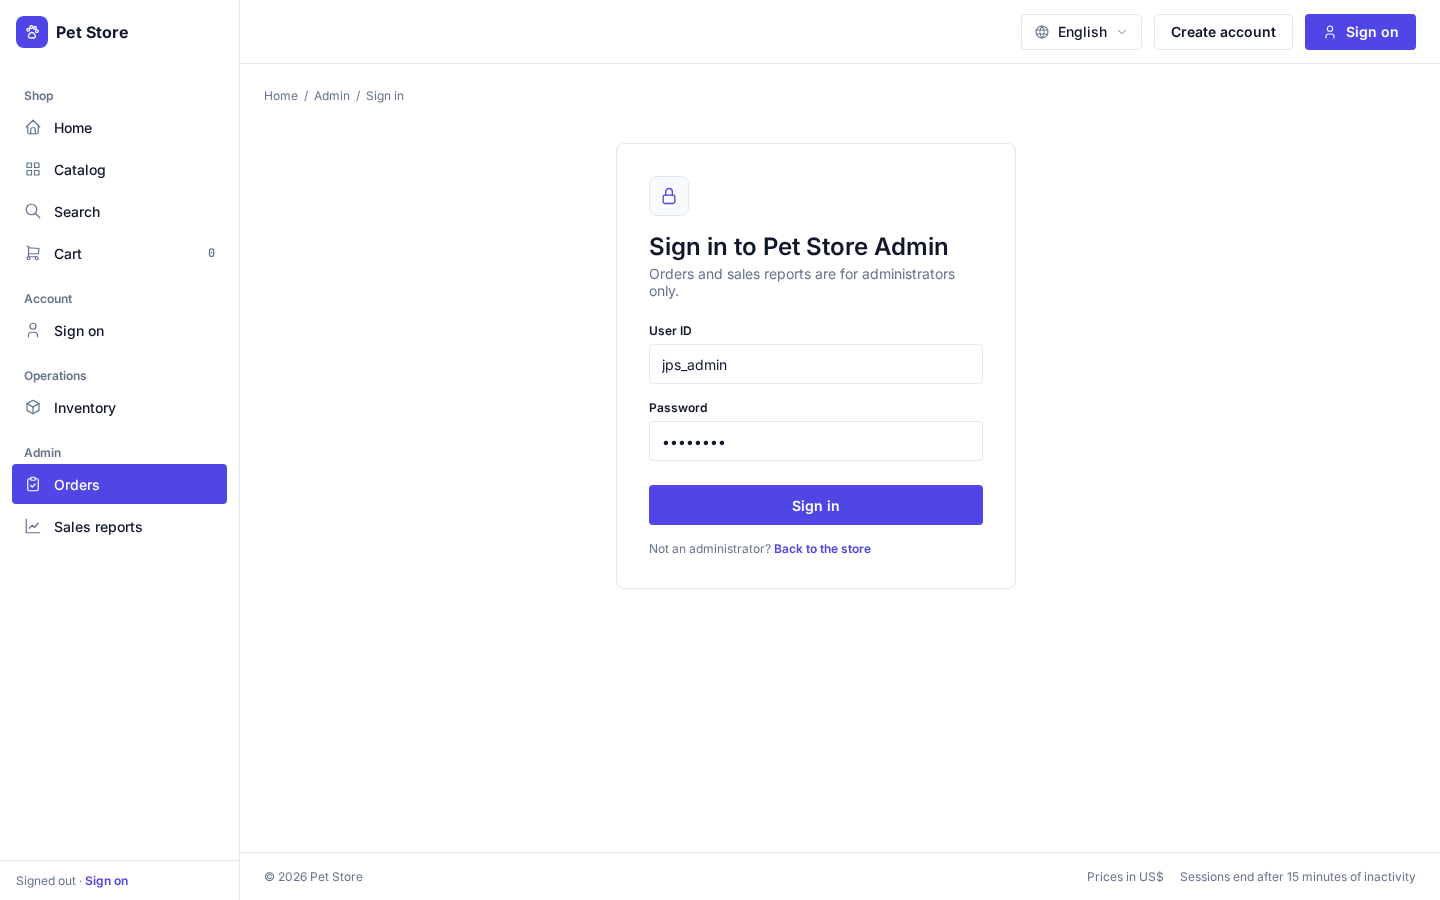 Pet Store
English
Create account
Sign on
Shop
Home
Catalog
Search
Cart
0
Account
Sign on
Operations
Inventory
Admin
Orders
Sales reports
Signed out · Sign on
Home / Admin / Sign in
Sign in to Pet Store Admin
Orders and sales reports are for administrators
only.
User ID
jps_admin
Password
••••••••
Sign in
Not an administrator? Back to the store
© 2026 Pet Store
Prices in US$
Sessions end after 15 minutes of inactivity